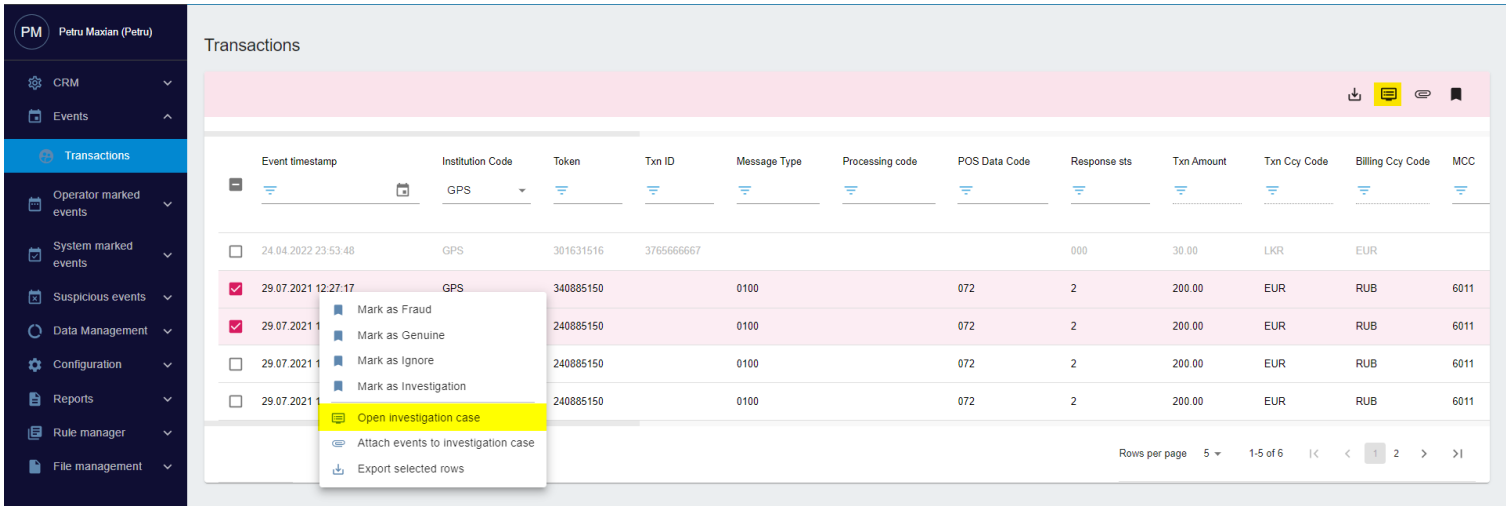 PM Petru Maxian (Petru)
CRM
Events
Transactions
Operator marked
events
System marked
events
Suspicious events
Data Management
Configuration
Reports
Rule manager
File management
Transactions
Event timestamp Institution Code Token Txn ID Message Type Processing code POS Data Code Response sts Txn Amount Txn Ccy Code Billing Ccy Code MCC
GPS
24.04.2022 23:53:48 GPS 301631516 3765666667 000 30.00 LKR EUR
29.07.2021 12:27:17 GPS 340885150 0100 072 2 200.00 EUR RUB 6011
29.07.2021 1 240885150 0100 072 2 200.00 EUR RUB 6011
29.07.2021 1 240885150 0100 072 2 200.00 EUR RUB 6011
29.07.2021 1 240885150 0100 072 2 200.00 EUR RUB 6011
Mark as Fraud
Mark as Genuine
Mark as Ignore
Mark as Investigation
Open investigation case
Attach events to investigation case
Export selected rows
Rows per page 5 1-5 of 6 1 2